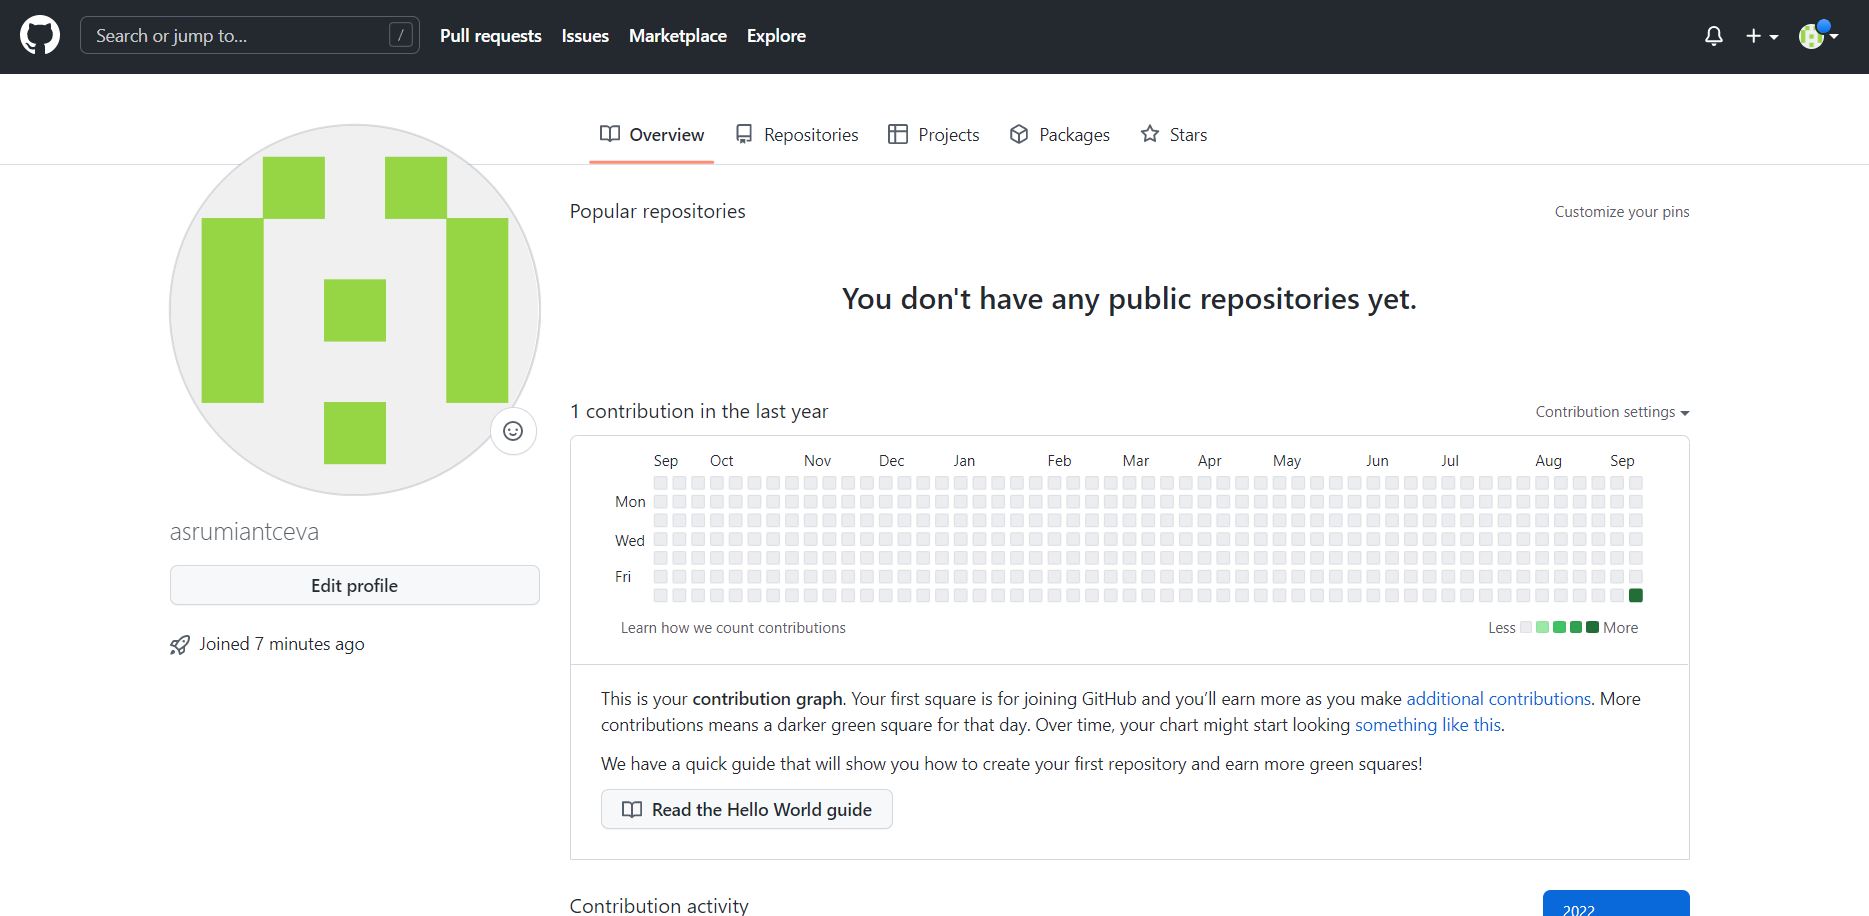 Search or jump to...
/
Pull requests
Issues
Marketplace
Explore
Overview
Repositories
Projects
Packages
Stars
asrumiantceva
Edit profile
Joined 7 minutes ago
Popular repositories
Customize your pins
You don't have any public repositories yet.
1 contribution in the last year
Contribution settings
Sep Oct Nov Dec Jan Feb Mar Apr May Jun Jul Aug Sep
Mon
Wed
Fri
Learn how we count contributions
Less
More
This is your contribution graph. Your first square is for joining GitHub and you’ll earn more as you make additional contributions. More
contributions means a darker green square for that day. Over time, your chart might start looking something like this.
We have a quick guide that will show you how to create your first repository and earn more green squares!
Read the Hello World guide
Contribution activity
2022